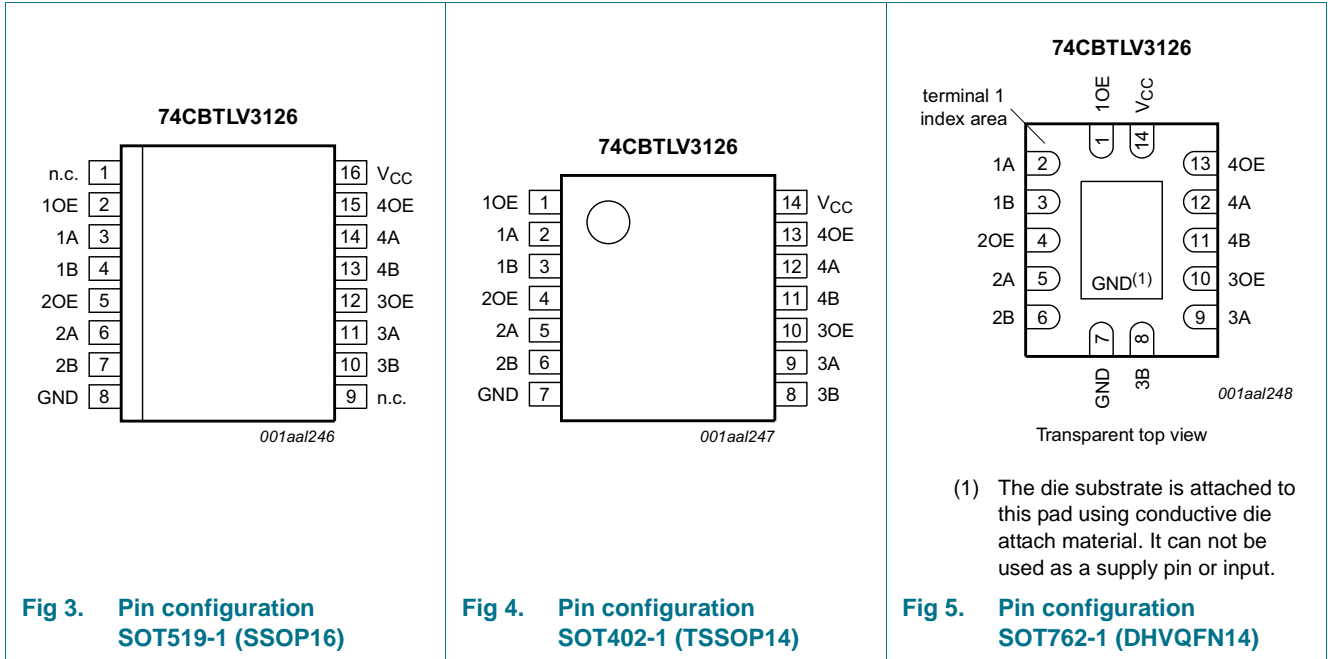 74CBTLV3126
n.c. 1
1OE 2
1A 3
1B 4
2OE 5
2A 6
2B 7
GND 8
16 VCC
15 4OE
14 4A
13 4B
12 3OE
11 3A
10 3B
9 n.c.
001aal246
Fig 3. Pin configuration
SOT519-1 (SSOP16)
74CBTLV3126
1OE 1
1A 2
1B 3
2OE 4
2A 5
2B 6
GND 7
14 VCC
13 4OE
12 4A
11 4B
10 3OE
9 3A
8 3B
001aal247
Fig 4. Pin configuration
SOT402-1 (TSSOP14)
74CBTLV3126
terminal 1
index area
1OE
VCC
1
14
1A 2
1B 3
2OE 4
2A 5
2B 6
13 4OE
12 4A
11 4B
10 3OE
9 3A
GND(1)
7
8
GND
3B
001aal248
Transparent top view
(1) The die substrate is attached to
this pad using conductive die
attach material. It can not be
used as a supply pin or input.
Fig 5. Pin configuration
SOT762-1 (DHVQFN14)